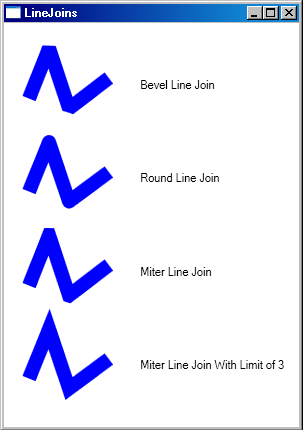 LineJoins
Bevel Line Join
Round Line Join
Miter Line Join
Miter Line Join With Limit of 3